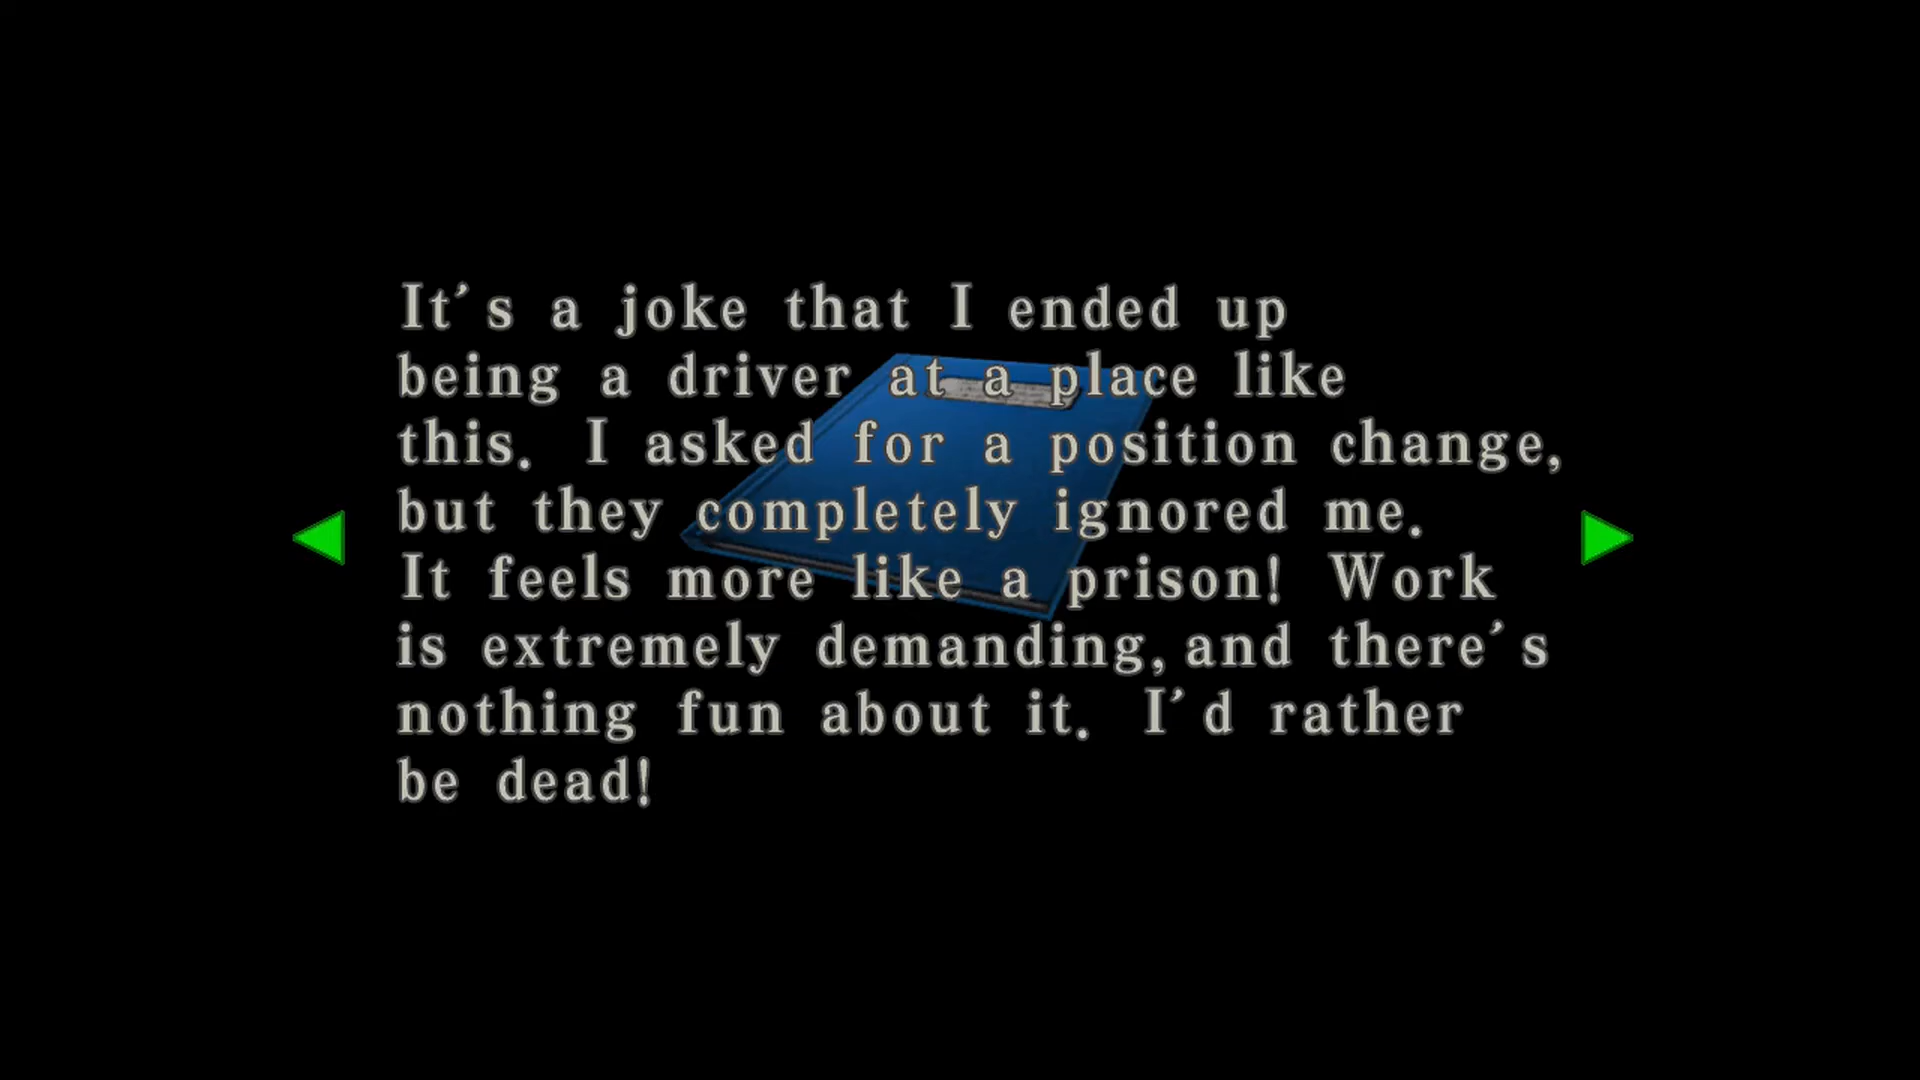 It's a joke that I ended up
being a driver at a place like
this. I asked for a position change,
but they completely ignored me.
It feels more like a prison! Work
is extremely demanding, and there's
nothing fun about it. I'd rather
be dead!